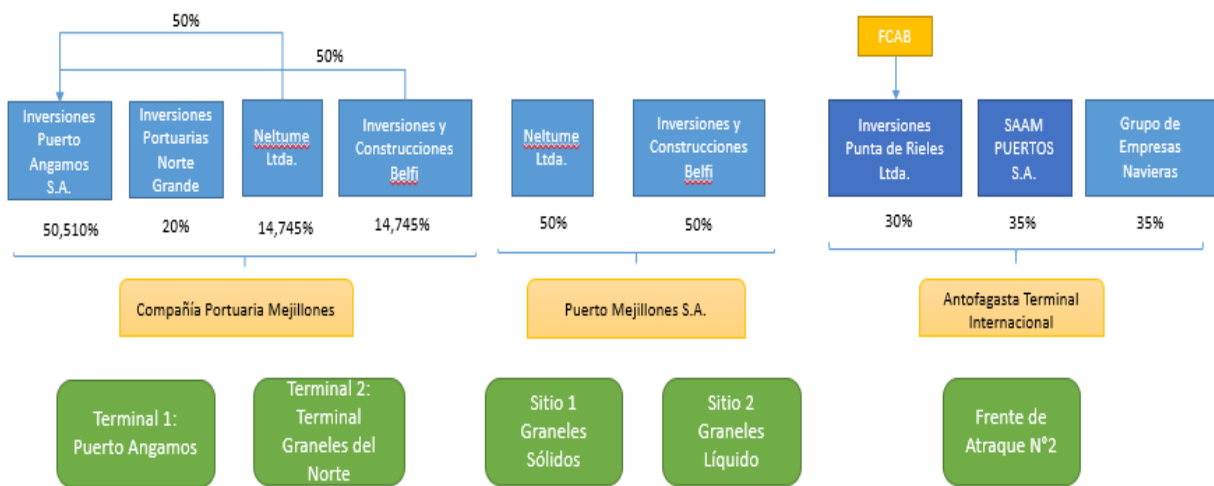 50%
50%
FCAB
Inversiones
Puerto
Angamos
S.A.
Inversiones
Portuarias
Norte
Grande
Neltume
Ltda.
Inversiones y
Construcciones
Belfi
Neltume
Ltda.
Inversiones y
Construcciones
Belfi
Inversiones
Punta de Rieles
Ltda.
SAAM
PUERTOS
S.A.
Grupo de
Empresas
Navieras
50,510%
20%
14,745%
14,745%
50%
50%
30%
35%
35%
Compañía Portuaria Mejillones
Puerto Mejillones S.A.
Antofagasta Terminal
Internacional
Terminal 1:
Puerto Angamos
Terminal 2:
Terminal
Graneles del
Norte
Sitio 1
Graneles
Sólidos
Sitio 2
Graneles
Líquido
Frente de
Atraque N°2